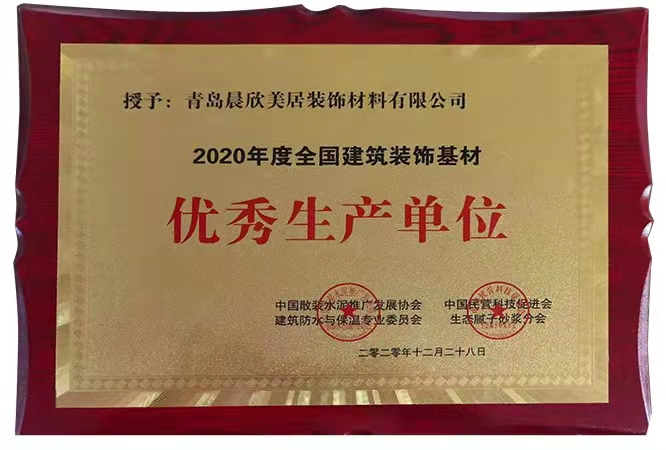 授予：青岛晨欣美居装饰材料有限公司
2020年度全国建筑装饰基材
优秀生产单位
中国散装水泥推广发展协会
建筑防水与保温专业委员会
中国民营科技促进会
生态腻子砂浆分会
二零二零年十二月二十八日